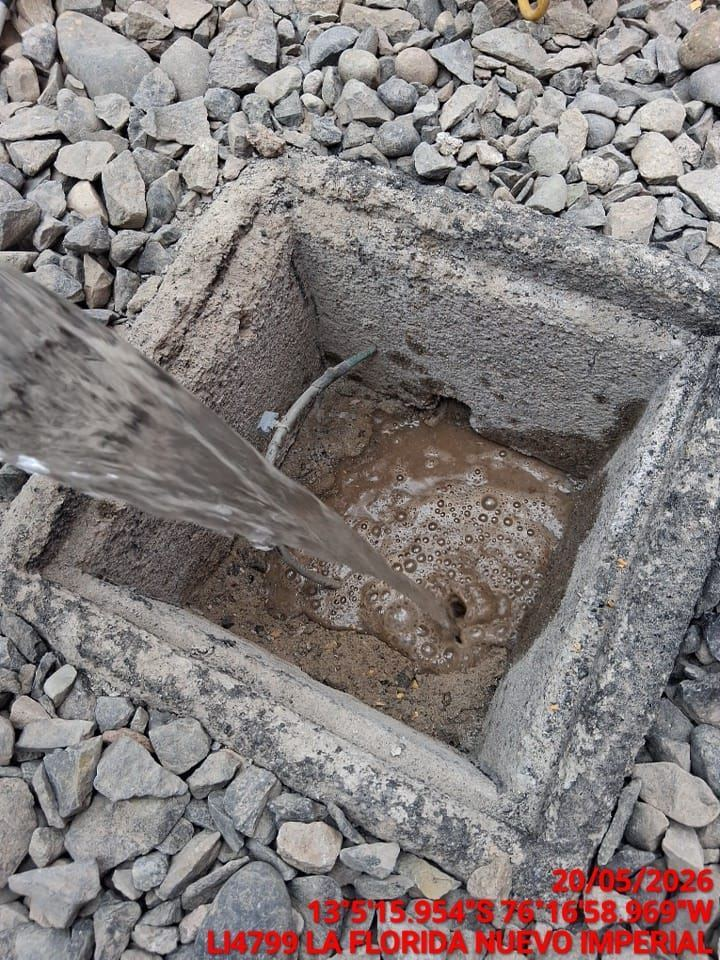 20/05/2026
13°5'15.954"S 76°16'58.969"W
LI4799 LA FLORIDA NUEVO IMPERIAL